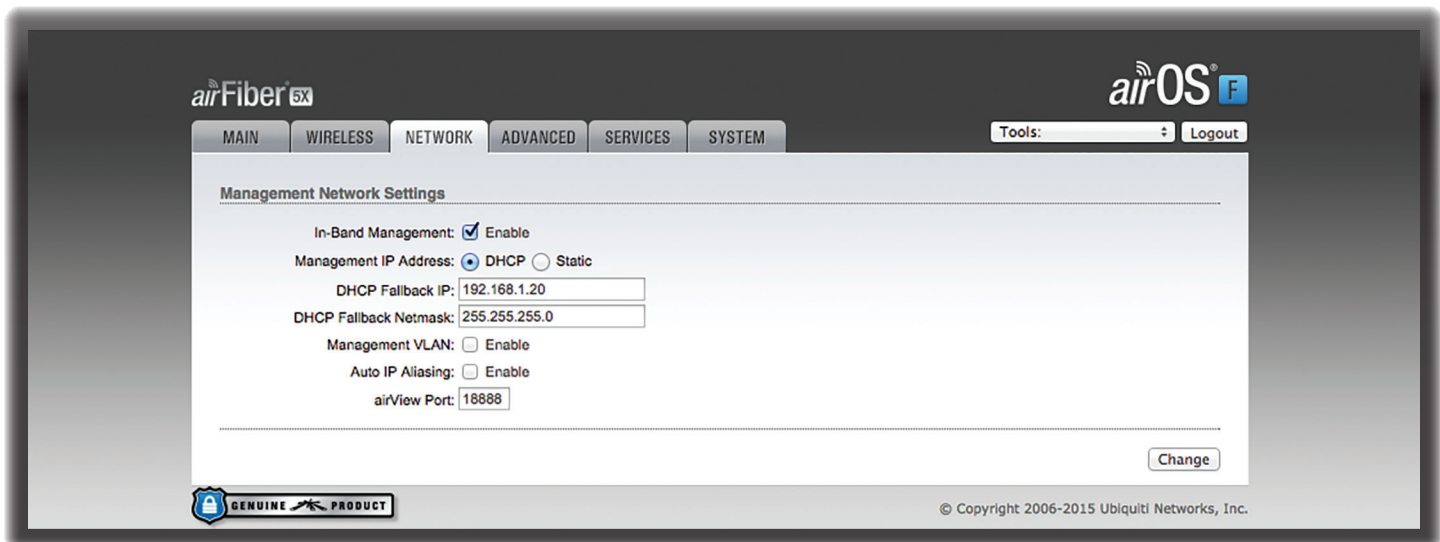 airFiber® 5X
airOS® F
MAIN WIRELESS NETWORK ADVANCED SERVICES SYSTEM Tools: Logout
Management Network Settings
In-Band Management: Enable
Management IP Address: DHCP Static
DHCP Fallback IP: 192.168.1.20
DHCP Fallback Netmask: 255.255.255.0
Management VLAN: Enable
Auto IP Aliasing: Enable
airView Port: 18888
Change
GENUINE PRODUCT
© Copyright 2006-2015 Ubiquiti Networks, Inc.